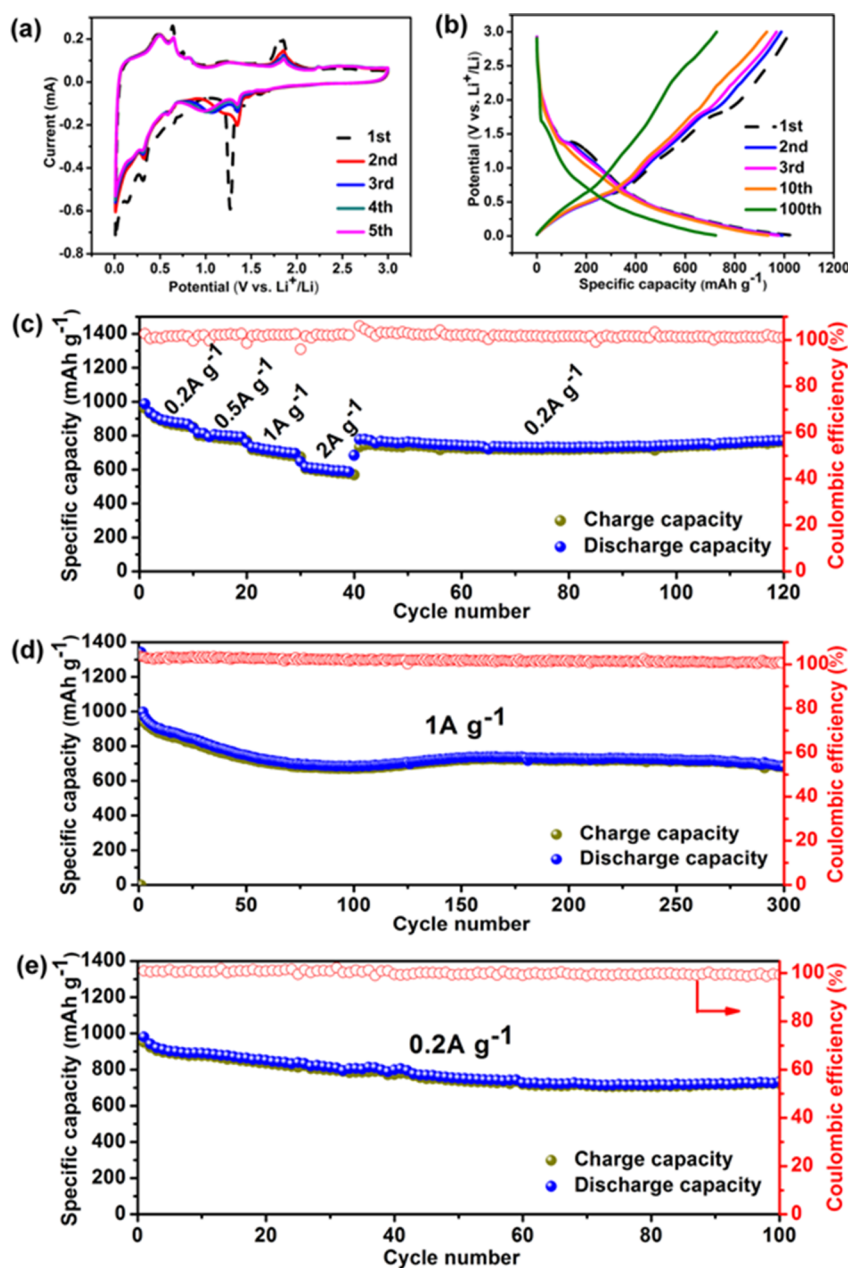 (a)
0.2
0.0
-0.2
-0.4
-0.6
-0.8
Current (mA)
1st
2nd
3rd
4th
5th
0.0 0.5 1.0 1.5 2.0 2.5 3.0
Potential (V vs. Li⁺/Li)
(b)
3.0
2.5
2.0
1.5
1.0
0.5
0.0
Potential (V vs. Li⁺/Li)
1st
2nd
3rd
10th
100th
0 200 400 600 800 1000 1200
Specific capacity (mAh g⁻¹)
(c)
1400
1200
1000
800
600
400
200
0
Specific capacity (mAh g⁻¹)
0.2A g⁻¹
0.5A g⁻¹
1A g⁻¹
2A g⁻¹
0.2A g⁻¹
Charge capacity
Discharge capacity
100
80
60
40
20
0
Coulombic efficiency (%)
0 20 40 60 80 100 120
Cycle number
(d)
1400
1200
1000
800
600
400
200
0
Specific capacity (mAh g⁻¹)
1A g⁻¹
Charge capacity
Discharge capacity
100
80
60
40
20
0
Coulombic efficiency (%)
0 50 100 150 200 250 300
Cycle number
(e)
1400
1200
1000
800
600
400
200
0
Specific capacity (mAh g⁻¹)
0.2A g⁻¹
Charge capacity
Discharge capacity
100
80
60
40
20
0
Coulombic efficiency (%)
0 20 40 60 80 100
Cycle number